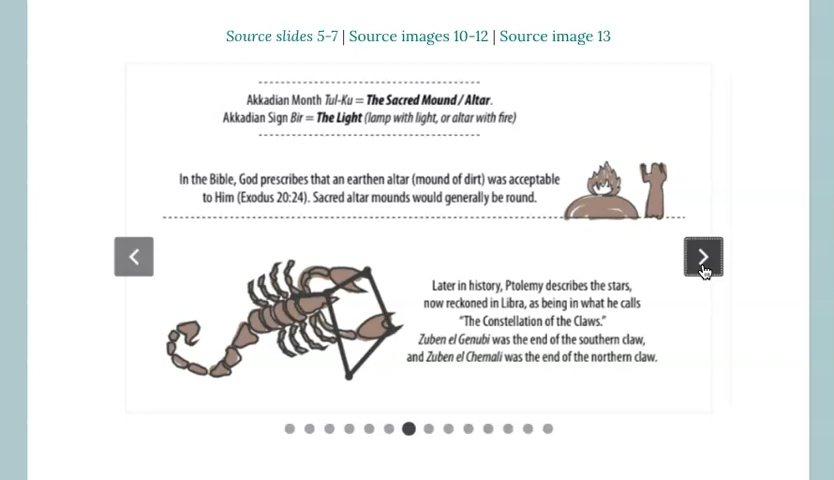 Source slides 5-7 | Source images 10-12 | Source image 13
Akkadian Month Tul-Ku = The Sacred Mound / Altar.
Akkadian Sign Bir = The Light (lamp with light, or altar with fire)
In the Bible, God prescribes that an earthen altar (mound of dirt) was acceptable
to Him (Exodus 20:24). Sacred altar mounds would generally be round.
Later in history, Ptolemy describes the stars,
now reckoned in Libra, as being in what he calls
"The Constellation of the Claws."
Zuben el Genubi was the end of the southern claw,
and Zuben el Chemali was the end of the northern claw.